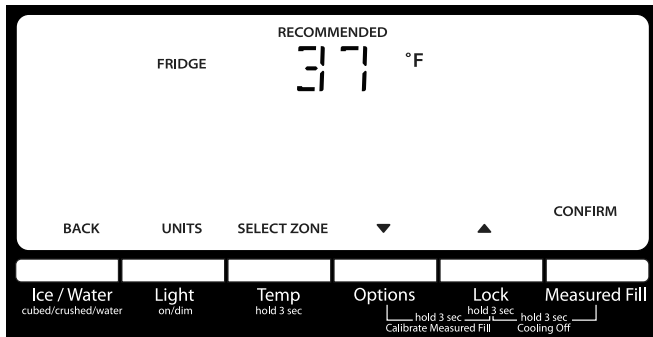 RECOMMENDED
FRIDGE 37 °F
CONFIRM
BACK UNITS SELECT ZONE ▼ ▲
Ice / Water Light Temp Options Lock Measured Fill
cubed/crushed/water on/dim hold 3 sec hold 3 sec
hold 3 sec hold 3 sec
Calibrate Measured Fill Cooling Off